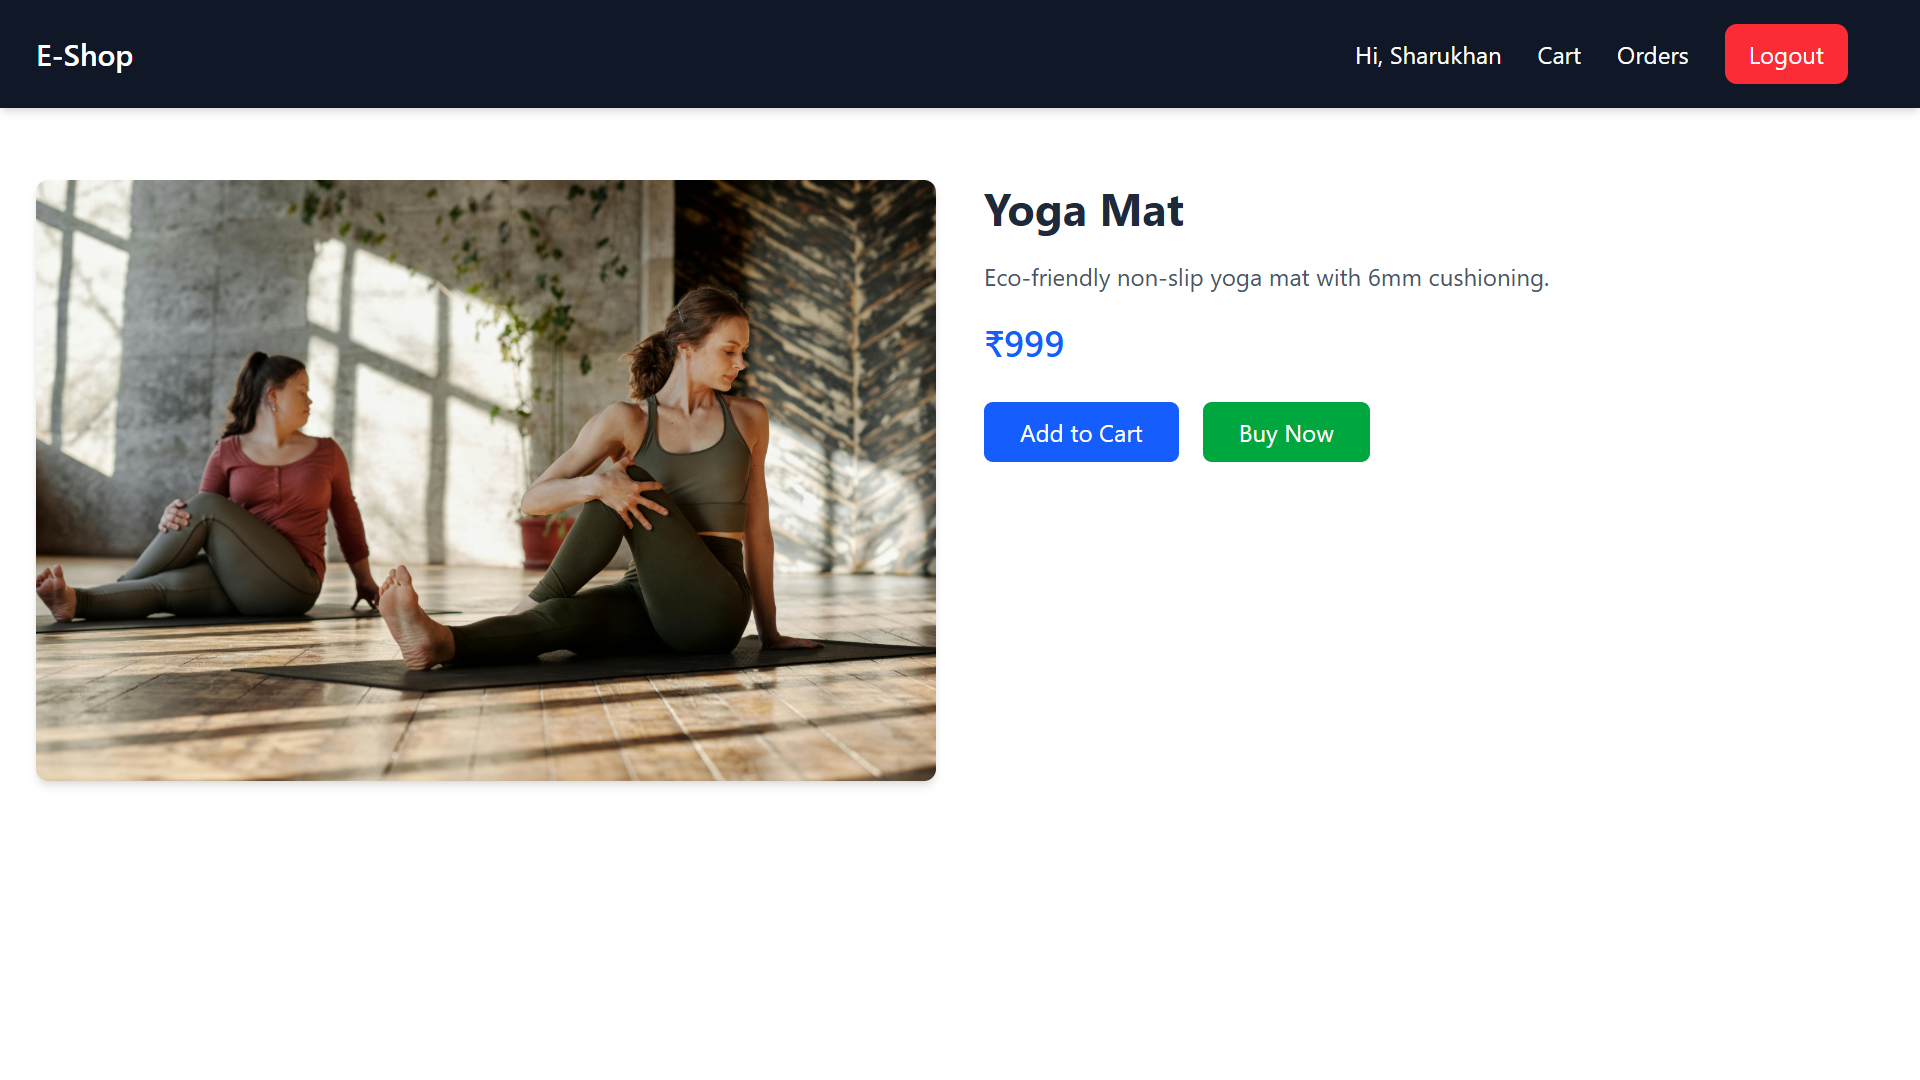 E-Shop
Hi, Sharukhan
Cart
Orders
Logout
Yoga Mat
Eco-friendly non-slip yoga mat with 6mm cushioning.
₹999
Add to Cart
Buy Now